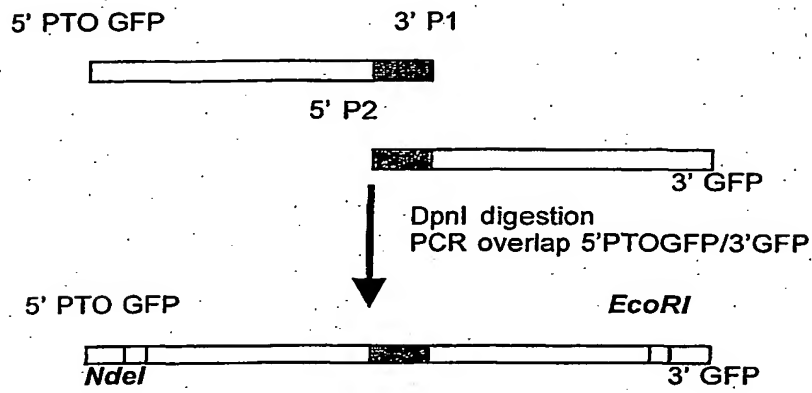 5' PTO GFP 3' P1
5' P2
3' GFP
DpnI digestion
PCR overlap 5'PTOGFP/3'GFP
5' PTO GFP EcoRI
NdeI 3' GFP